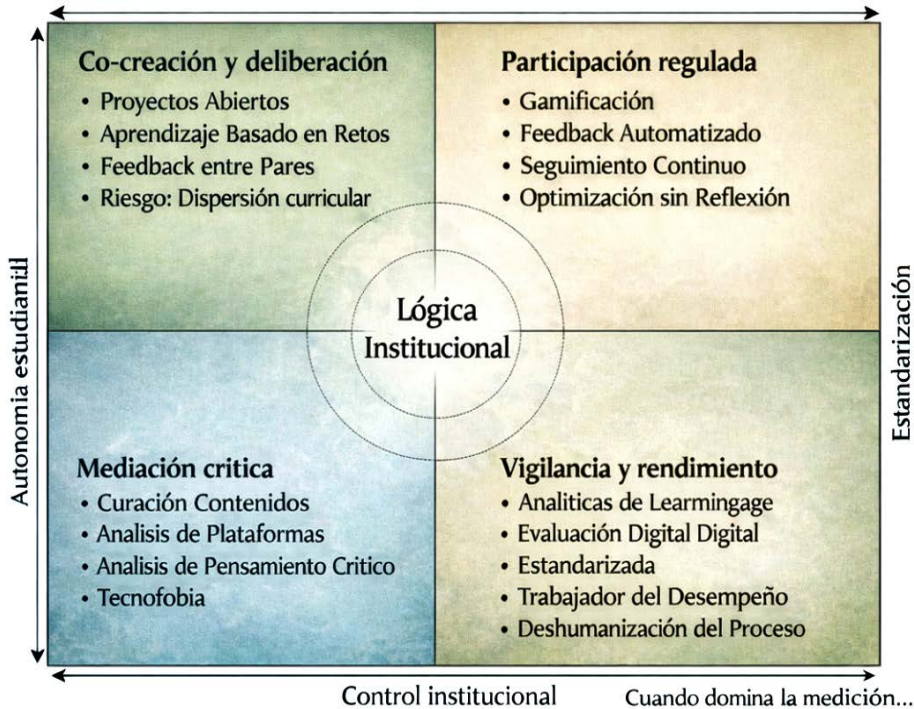 Co-creación y deliberación
• Proyectos Abiertos
• Aprendizaje Basado en Retos
• Feedback entre Pares
• Riesgo: Dispersión curricular
Participación regulada
• Gamificación
• Feedback Automatizado
• Seguimiento Continuo
• Optimización sin Reflexión
Autonomia
Estandarización
Lógica
Institucional
Mediación critica
• Curación Contenidos
• Analisis de Plataformas
• Analisis de Pensamiento Critico
• Tecnofobia
Vigilancia y rendimiento
• Analiticas de Learmingage
• Evaluación Digital Digital
• Estandarizada
• Trabajador del Desempeño
• Deshumanización del Proceso
Control institucional
Cuando domina la medición...